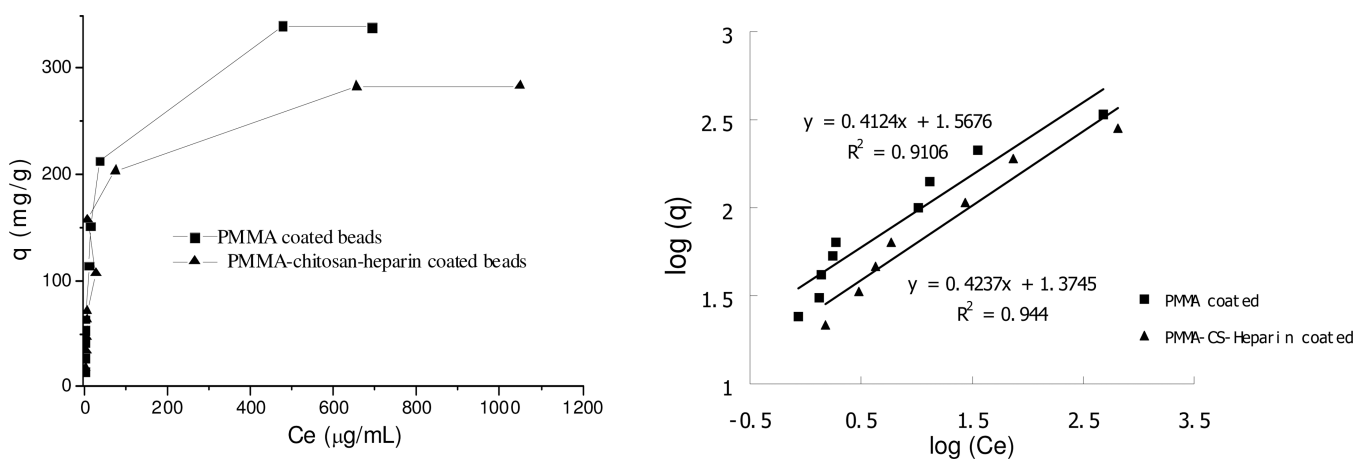 300
200
100
0
q (mg/g)
PMMA coated beads
PMMA-chitosan-heparin coated beads
0 200 400 600 800 1000 1200
Ce (μg/mL)
3
2.5
2
1.5
1
log (q)
y = 0.4124x + 1.5676
R² = 0.9106
y = 0.4237x + 1.3745
R² = 0.944
PMMA coated
PMMA-CS-Heparin coated
-0.5 0.5 1.5 2.5 3.5
log (Ce)